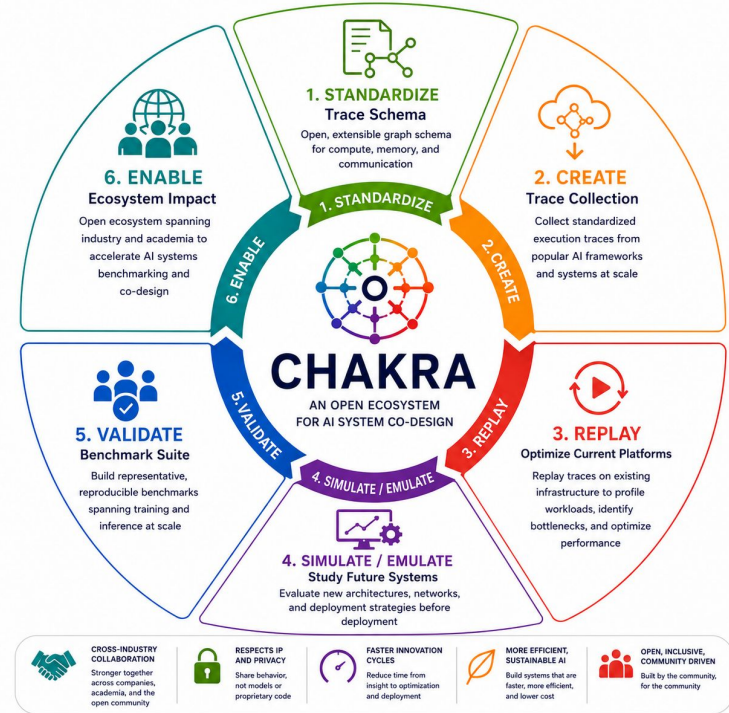 1. STANDARDIZE
Trace Schema
Open, extensible graph schema
for compute, memory, and
communication
2. CREATE
Trace Collection
Collect standardized
execution traces from
popular AI frameworks
and systems at scale
3. REPLAY
Optimize Current Platforms
Replay traces on existing
infrastructure to profile
workloads, identify
bottlenecks, and optimize
performance
4. SIMULATE / EMULATE
Study Future Systems
Evaluate new architectures, networks,
and deployment strategies before
deployment
5. VALIDATE
Benchmark Suite
Build representative,
reproducible benchmarks
spanning training and
inference at scale
6. ENABLE
Ecosystem Impact
Open ecosystem spanning
industry and academia to
accelerate AI systems
benchmarking and
co-design
1. STANDARDIZE
2. CREATE
3. REPLAY
4. SIMULATE / EMULATE
5. VALIDATE
6. ENABLE
CHAKRA
AN OPEN ECOSYSTEM
FOR AI SYSTEM CO-DESIGN
CROSS-INDUSTRY
COLLABORATION
Stronger together
across companies,
academia, and the
open community
RESPECTS IP
AND PRIVACY
Share behavior,
not models or
proprietary code
FASTER INNOVATION
CYCLES
Reduce time from
insight to optimization
and deployment
MORE EFFICIENT,
SUSTAINABLE AI
Build systems that are
faster, more efficient,
and lower cost
OPEN, INCLUSIVE,
COMMUNITY DRIVEN
Built by the community,
for the community